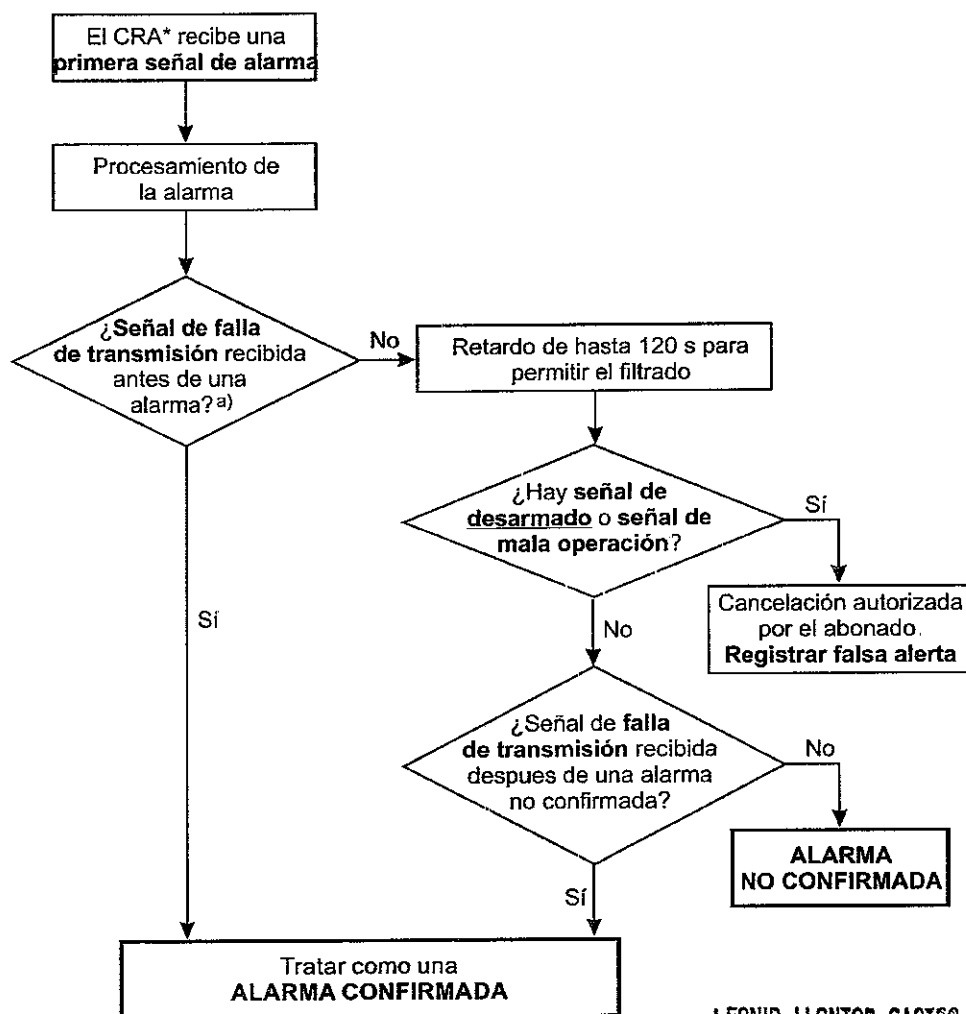 El CRA* recibe una
primera señal de alarma
Procesamiento de
la alarma
¿Señal de falla
de transmisión recibida
antes de una
alarma? a)
No
Retardo de hasta 120 s para
permitir el filtrado
¿Hay señal de
desarmado o señal de
mala operación?
Sí
Cancelación autorizada
por el abonado.
Registrar falsa alerta
Sí
No
¿Señal de falla
de transmisión recibida
despues de una alarma
no confirmada?
No
ALARMA
NO CONFIRMADA
Sí
Tratar como una
ALARMA CONFIRMADA